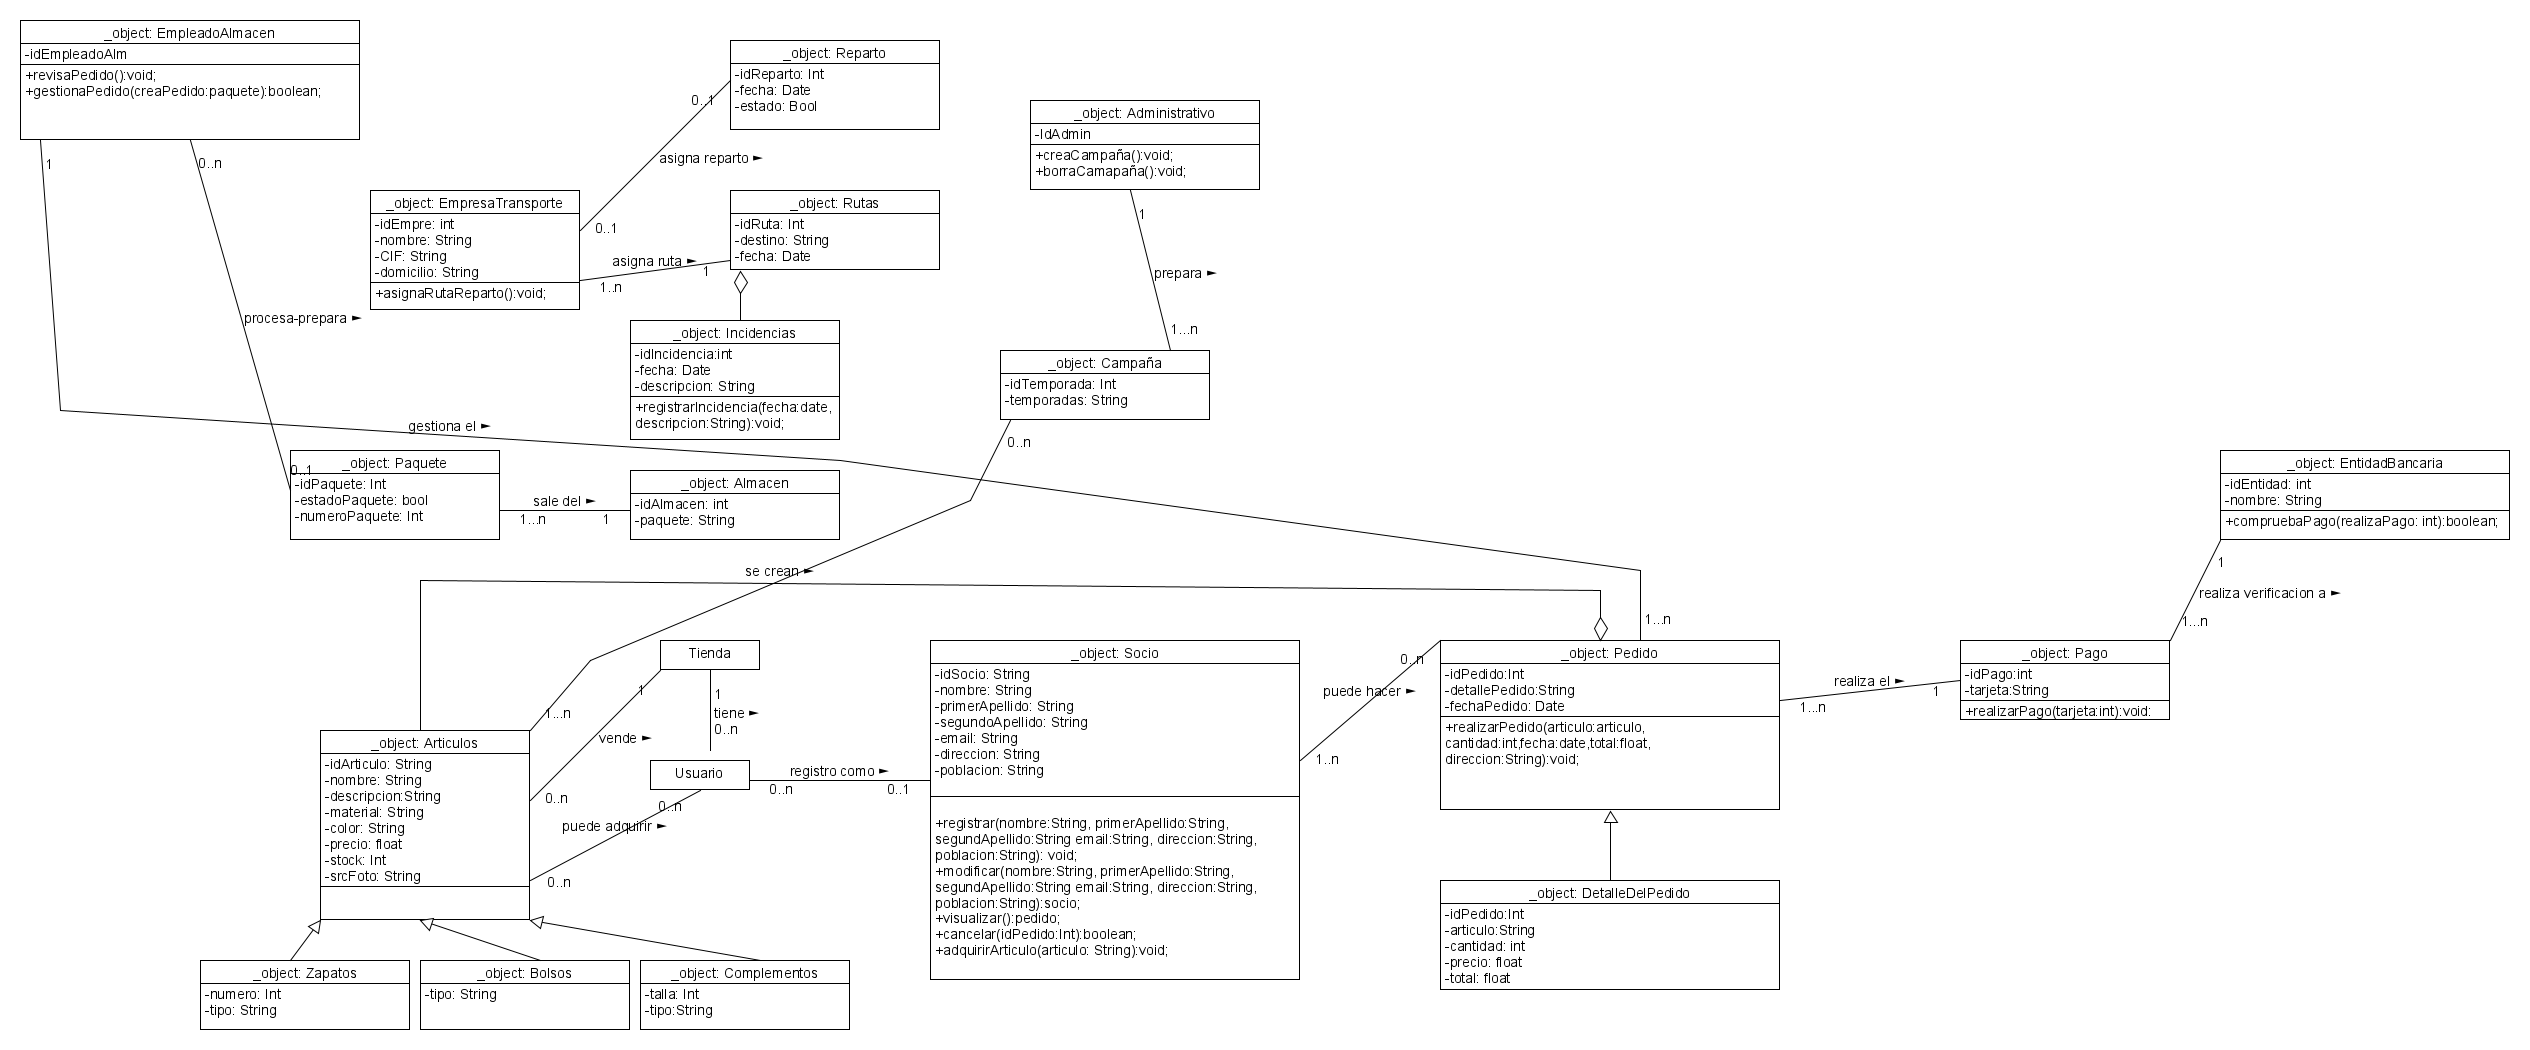 _object: EmpleadoAlmacen
-idEmpleadoAlm
+revisaPedido():void;
+gestionaPedido(creaPedido:paquete):boolean;
1
0..n
_object: Reparto
-idReparto: Int
-fecha: Date
-estado: Bool
0..1
asigna reparto ►
0..1
_object: EmpresaTransporte
-idEmpre: int
-nombre: String
-CIF: String
-domicilio: String
+asignaRutaReparto():void;
_object: Rutas
-idRuta: Int
-destino: String
-fecha: Date
asigna ruta ►
1
1..n
_object: Administrativo
-IdAdmin
+creaCampaña():void;
+borraCamapaña():void;
1
prepara ►
1...n
procesa-prepara ►
_object: Incidencias
-idIncidencia:int
-fecha: Date
-descripcion: String
+registrarIncidencia(fecha:date,
descripcion:String):void;
_object: Campaña
-idTemporada: Int
-temporadas: String
0..n
gestiona el ►
0..1
_object: Paquete
-idPaquete: Int
-estadoPaquete: bool
-numeroPaquete: Int
sale del ►
1...n
1
_object: Almacen
-idAlmacen: int
-paquete: String
_object: EntidadBancaria
-idEntidad: int
-nombre: String
+compruebaPago(realizaPago: int):boolean;
1
realiza verificacion a ►
1...n
se crean ►
1...n
Tienda
1
1
tiene ►
0..n
vende ►
1...n
0..n
_object: Articulos
-idArticulo: String
-nombre: String
-descripcion:String
-material: String
-color: String
-precio: float
-stock: Int
-srcFoto: String
Usuario
0..n
puede adquirir ►
0..n
registro como ►
0..n
0..1
_object: Socio
-idSocio: String
-nombre: String
-primerApellido: String
-segundoApellido: String
-email: String
-direccion: String
-poblacion: String
+registrar(nombre:String, primerApellido:String,
segundApellido:String email:String, direccion:String,
poblacion:String): void;
+modificar(nombre:String, primerApellido:String,
segundApellido:String email:String, direccion:String,
poblacion:String):socio;
+visualizar():pedido;
+cancelar(idPedido:Int):boolean;
+adquirirArticulo(articulo: String):void;
0..n
puede hacer ►
1..n
_object: Pedido
-idPedido:Int
-detallePedido:String
-fechaPedido: Date
+realizarPedido(articulo:articulo,
cantidad:int,fecha:date,total:float,
direccion:String):void;
realiza el ►
1...n
1
_object: Pago
-idPago:int
-tarjeta:String
+realizarPago(tarjeta:int):void:
_object: DetalleDelPedido
-idPedido:Int
-articulo:String
-cantidad: int
-precio: float
-total: float
_object: Zapatos
-numero: Int
-tipo: String
_object: Bolsos
-tipo: String
_object: Complementos
-talla: Int
-tipo:String